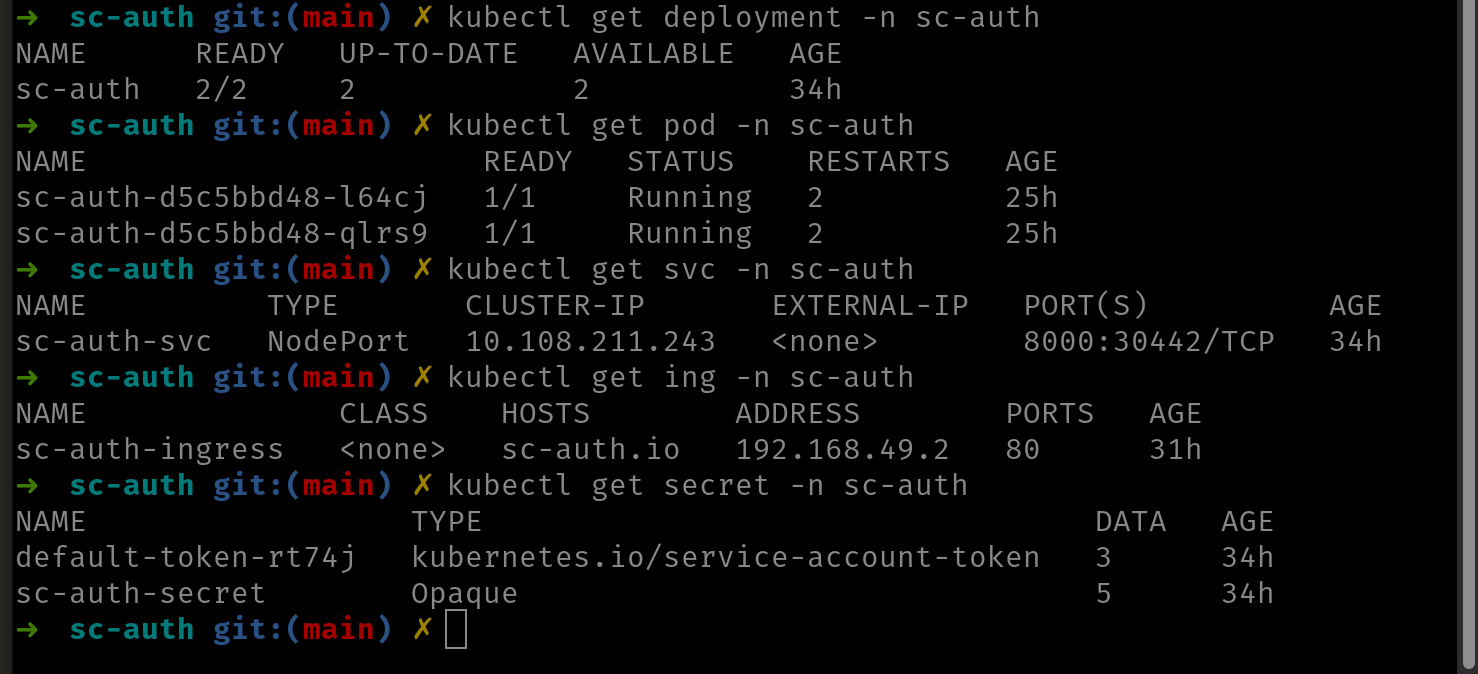 ➜  sc-auth git:(main) ✗ kubectl get deployment -n sc-auth
NAME      READY   UP-TO-DATE   AVAILABLE   AGE
sc-auth   2/2     2            2           34h
➜  sc-auth git:(main) ✗ kubectl get pod -n sc-auth
NAME                      READY   STATUS    RESTARTS   AGE
sc-auth-d5c5bbd48-l64cj   1/1     Running   2          25h
sc-auth-d5c5bbd48-qlrs9   1/1     Running   2          25h
➜  sc-auth git:(main) ✗ kubectl get svc -n sc-auth
NAME          TYPE       CLUSTER-IP       EXTERNAL-IP   PORT(S)          AGE
sc-auth-svc   NodePort   10.108.211.243   <none>        8000:30442/TCP   34h
➜  sc-auth git:(main) ✗ kubectl get ing -n sc-auth
NAME              CLASS    HOSTS        ADDRESS        PORTS   AGE
sc-auth-ingress   <none>   sc-auth.io   192.168.49.2   80      31h
➜  sc-auth git:(main) ✗ kubectl get secret -n sc-auth
NAME                  TYPE                                  DATA   AGE
default-token-rt74j   kubernetes.io/service-account-token   3      34h
sc-auth-secret        Opaque                                5      34h
➜  sc-auth git:(main) ✗